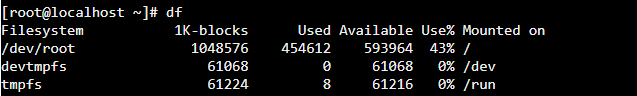 [root@localhost ~]# df
Filesystem           1K-blocks      Used Available Use% Mounted on
/dev/root              1048576    454612    593964  43% /
devtmpfs                 61068         0     61068   0% /dev
tmpfs                    61224         8     61216   0% /run